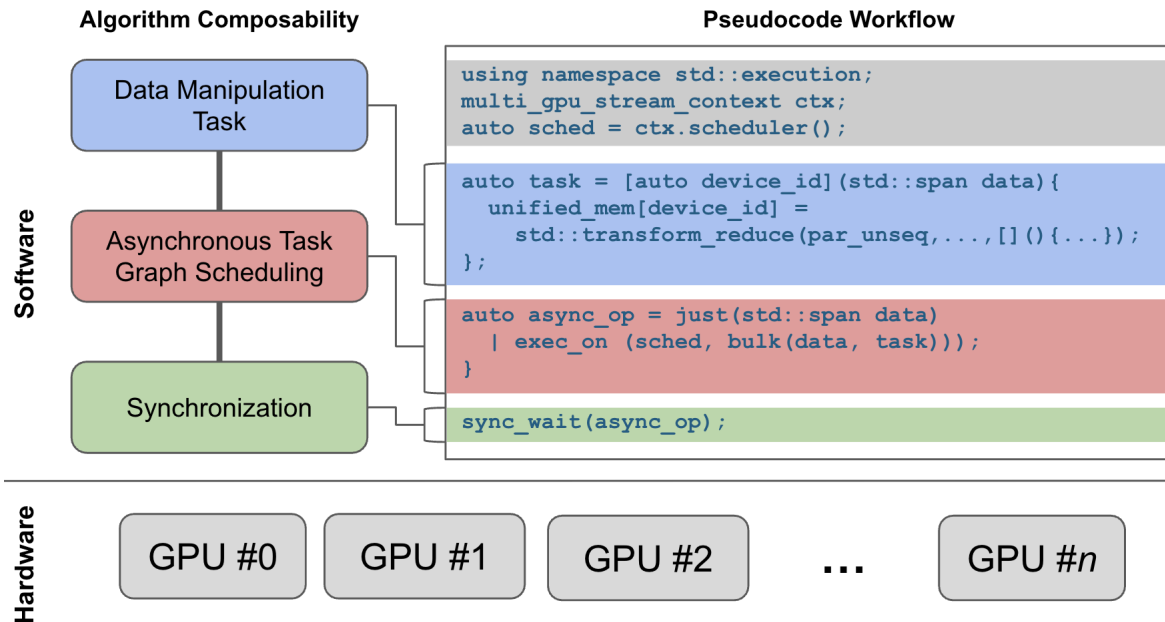 Algorithm Composability
Pseudocode Workflow
Software
Data Manipulation
Task
Asynchronous Task
Graph Scheduling
Synchronization
using namespace std::execution;
multi_gpu_stream_context ctx;
auto sched = ctx.scheduler();
auto task = [auto device_id](std::span data){
  unified_mem[device_id] =
    std::transform_reduce(par_unseq,...,[](){...});
};
auto async_op = just(std::span data)
  | exec_on (sched, bulk(data, task)));
}
sync_wait(async_op);
Hardware
GPU #0
GPU #1
GPU #2
...
GPU #n